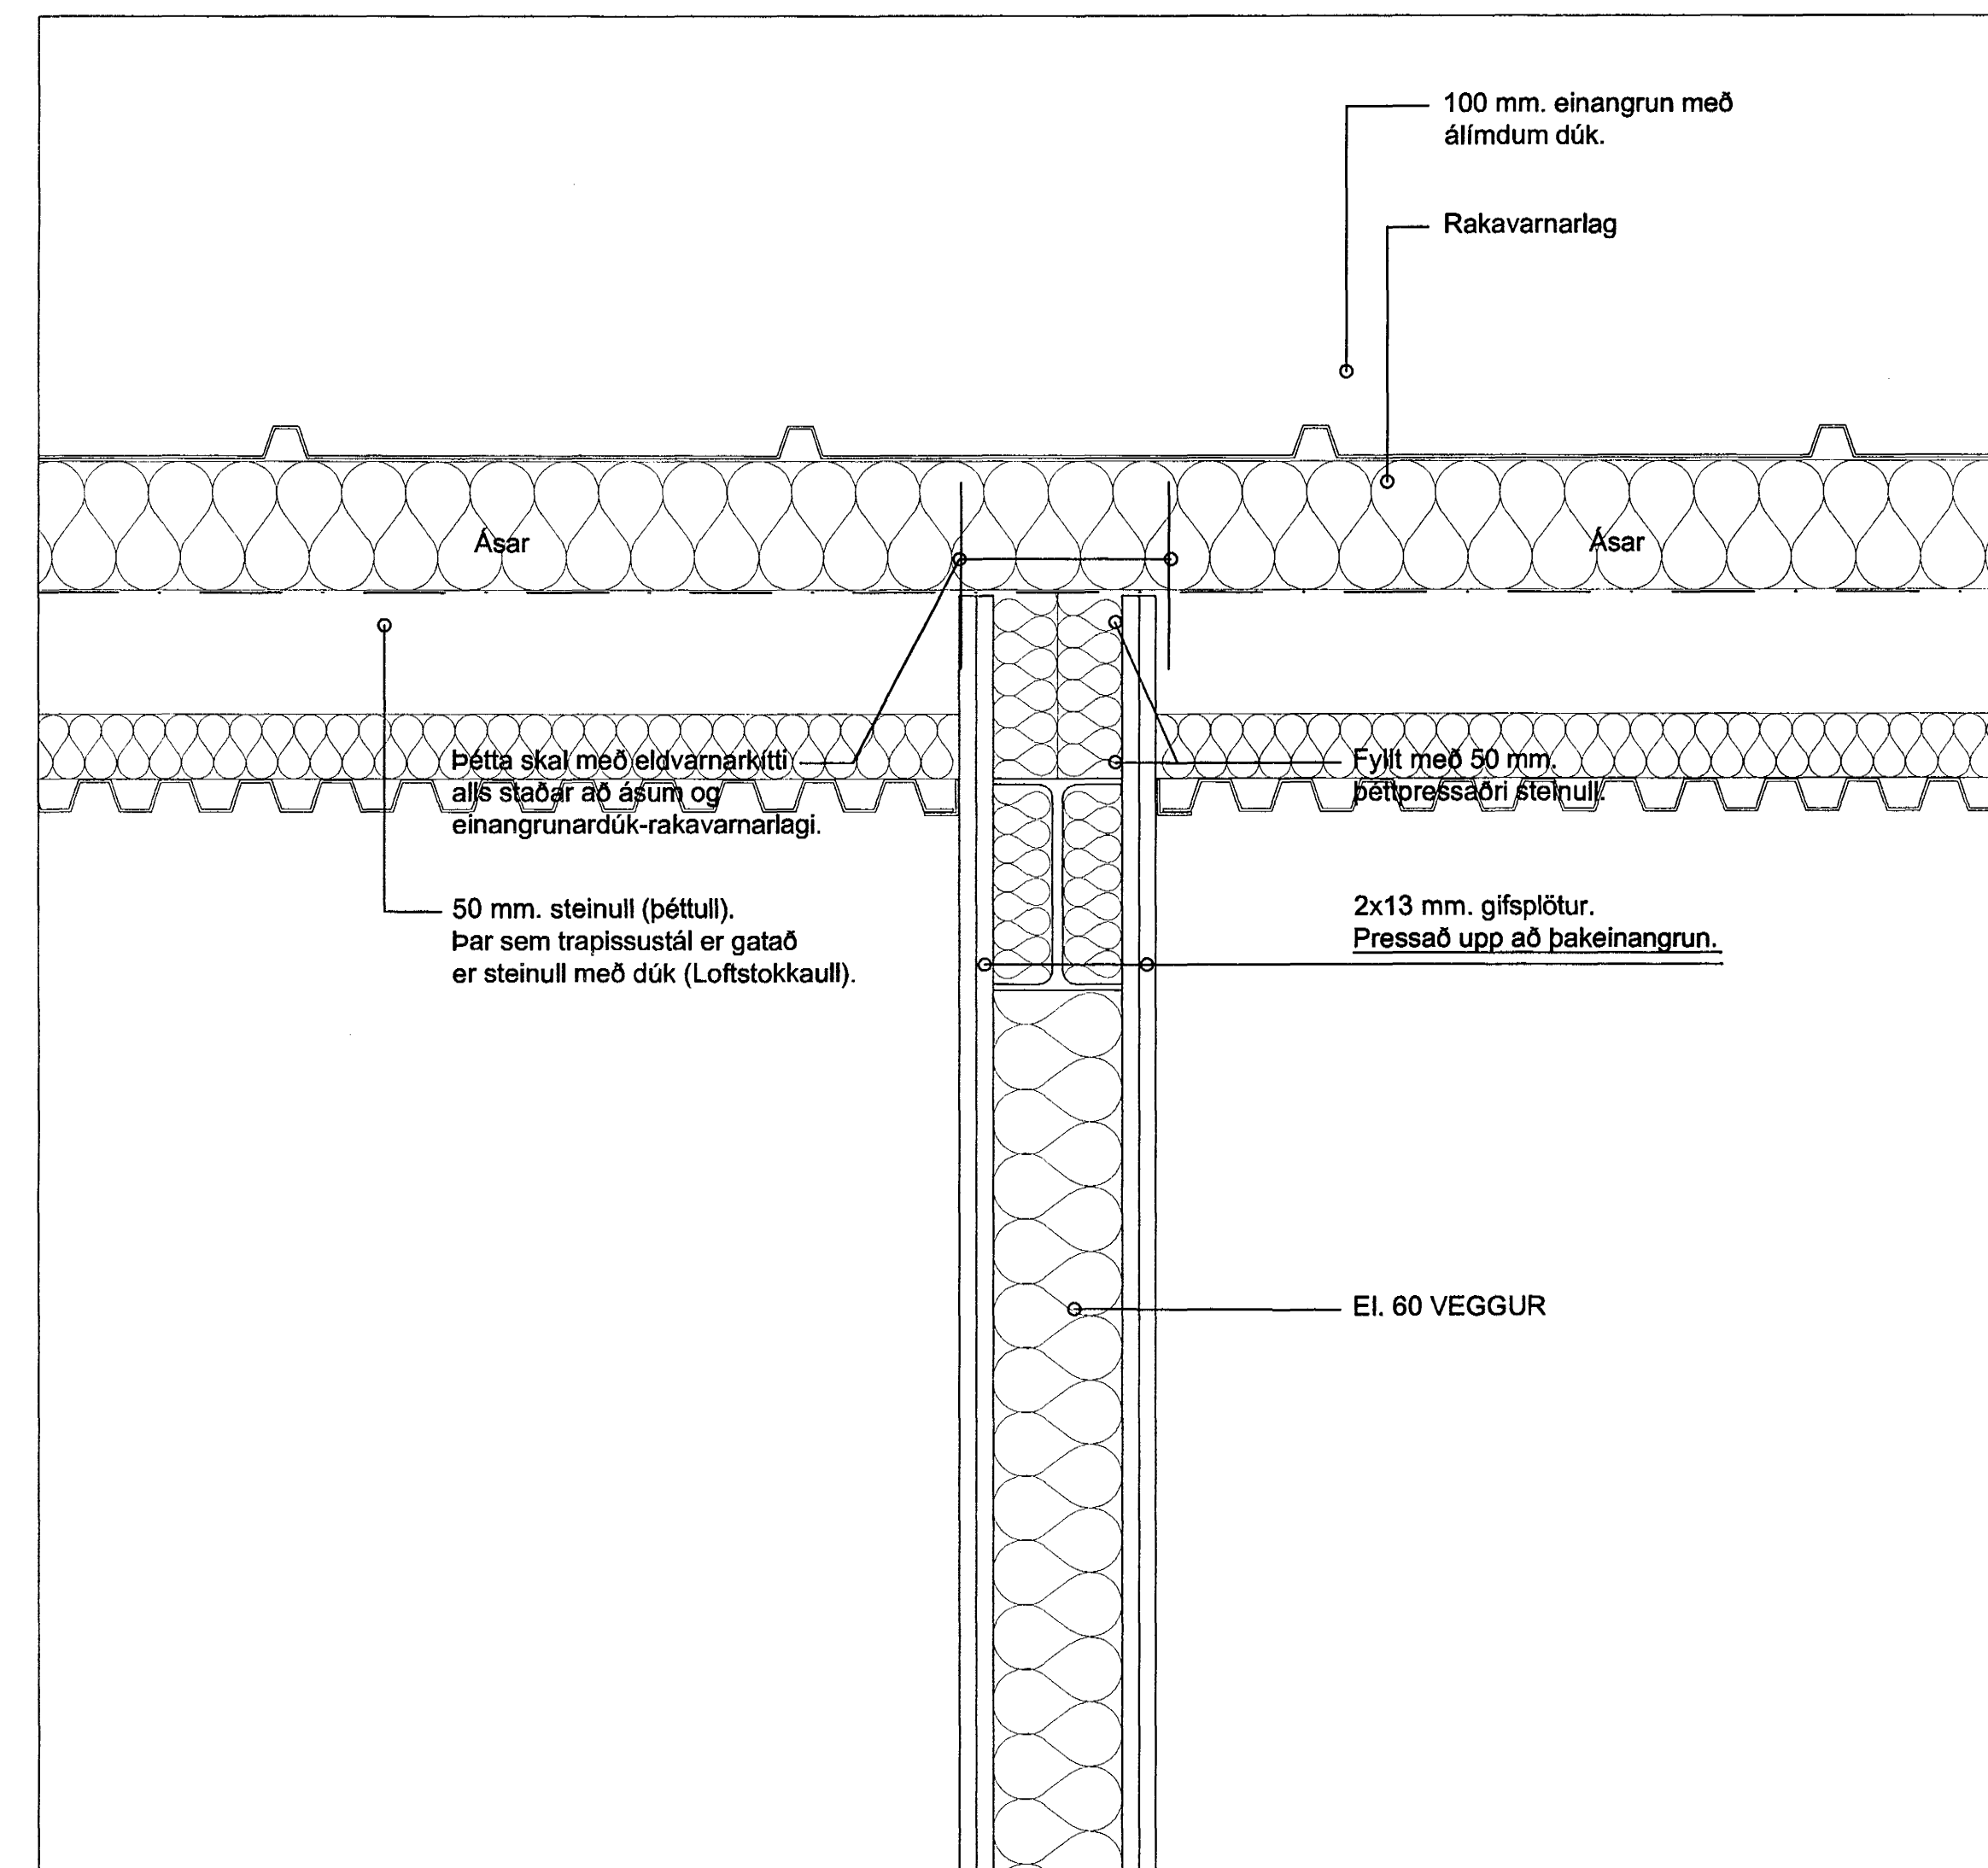 100 mm. einangrun með
álímdum dúk.
Rakavarnarlag
Ásar
Ásar
Þétta skal með eldvarnarkítti
alls staðar að ásum og
einangrunardúk-rakavarnarlagi.
Fyllt með 50 mm.
þéttpressaðri steinull.
50 mm. steinull (þéttull).
Þar sem trapissustál er gatað
er steinull með dúk (Loftstokkaull).
2x13 mm. gifsplötur.
Pressað upp að þakeinangrun.
EI. 60 VEGGUR